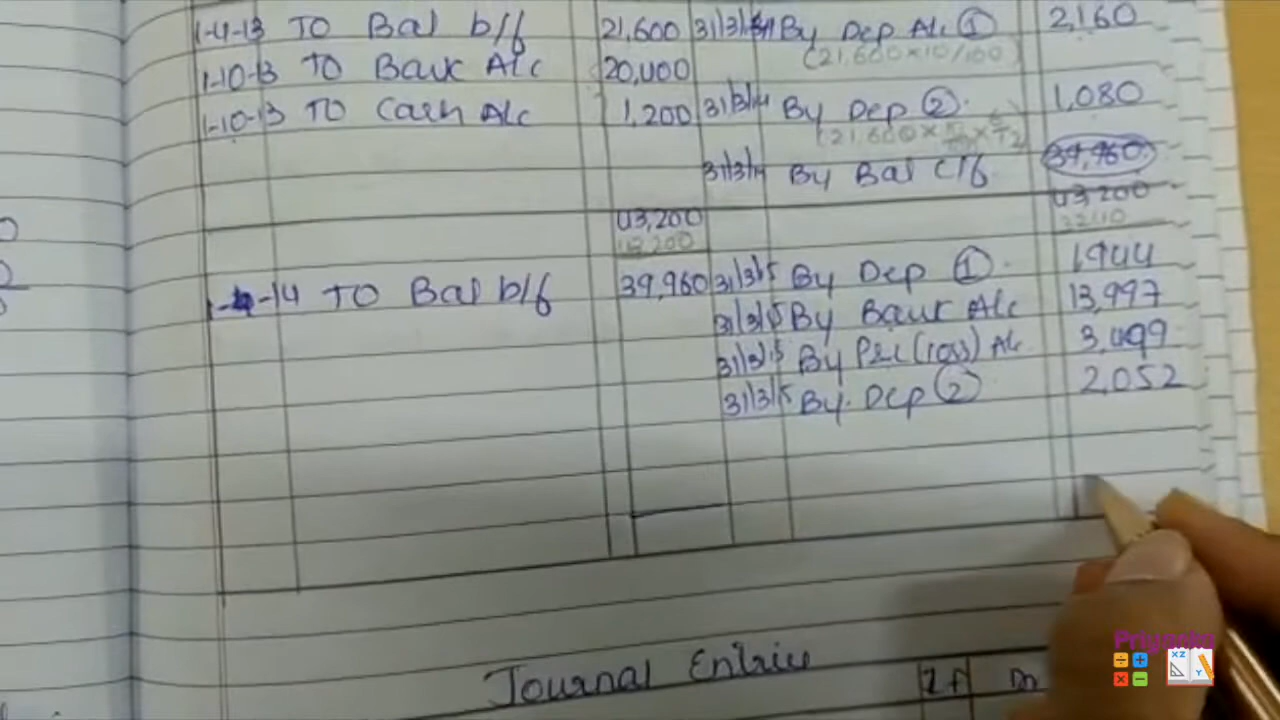 1-4-13 TO Bal b/f 21,600 31/3/14 By Dep A/c ① 2,160
(21,600×10/100)
1-10-13 TO Bank A/c 20,400
1-10-13 TO Cash A/c 1,200 31/3/14 By Dep ②. 1,080
31/3/14 By Bal c/f 39,960
43,200 43,200
1-4-14 TO Bal b/f 39,960 31/3/15 By Dep ①. 1944
31/3/15 By Bank A/c 13,997
31/3/15 By P&L (loss) A/c 3,499
31/3/15 By. Dep ② 2,052
Journal Entries
Priyanka